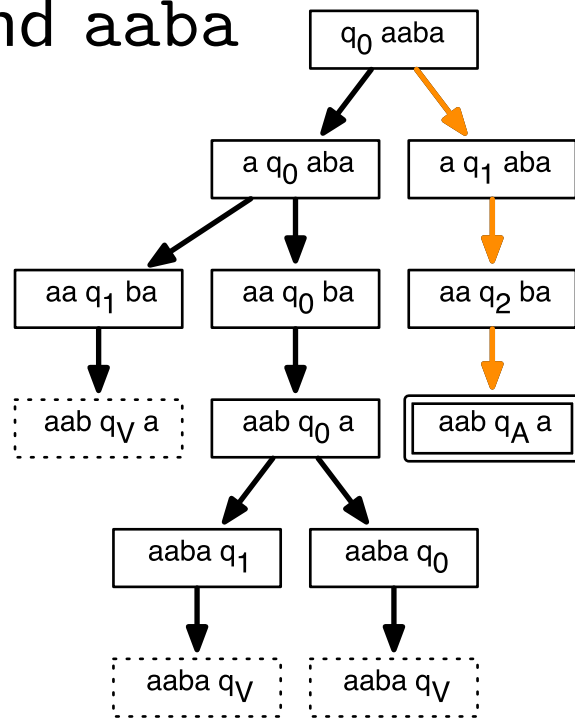 nd aaba
q0 aaba
a q0 aba
a q1 aba
aa q1 ba
aa q0 ba
aa q2 ba
aab qV a
aab q0 a
aab qA a
aaba q1
aaba q0
aaba qV
aaba qV